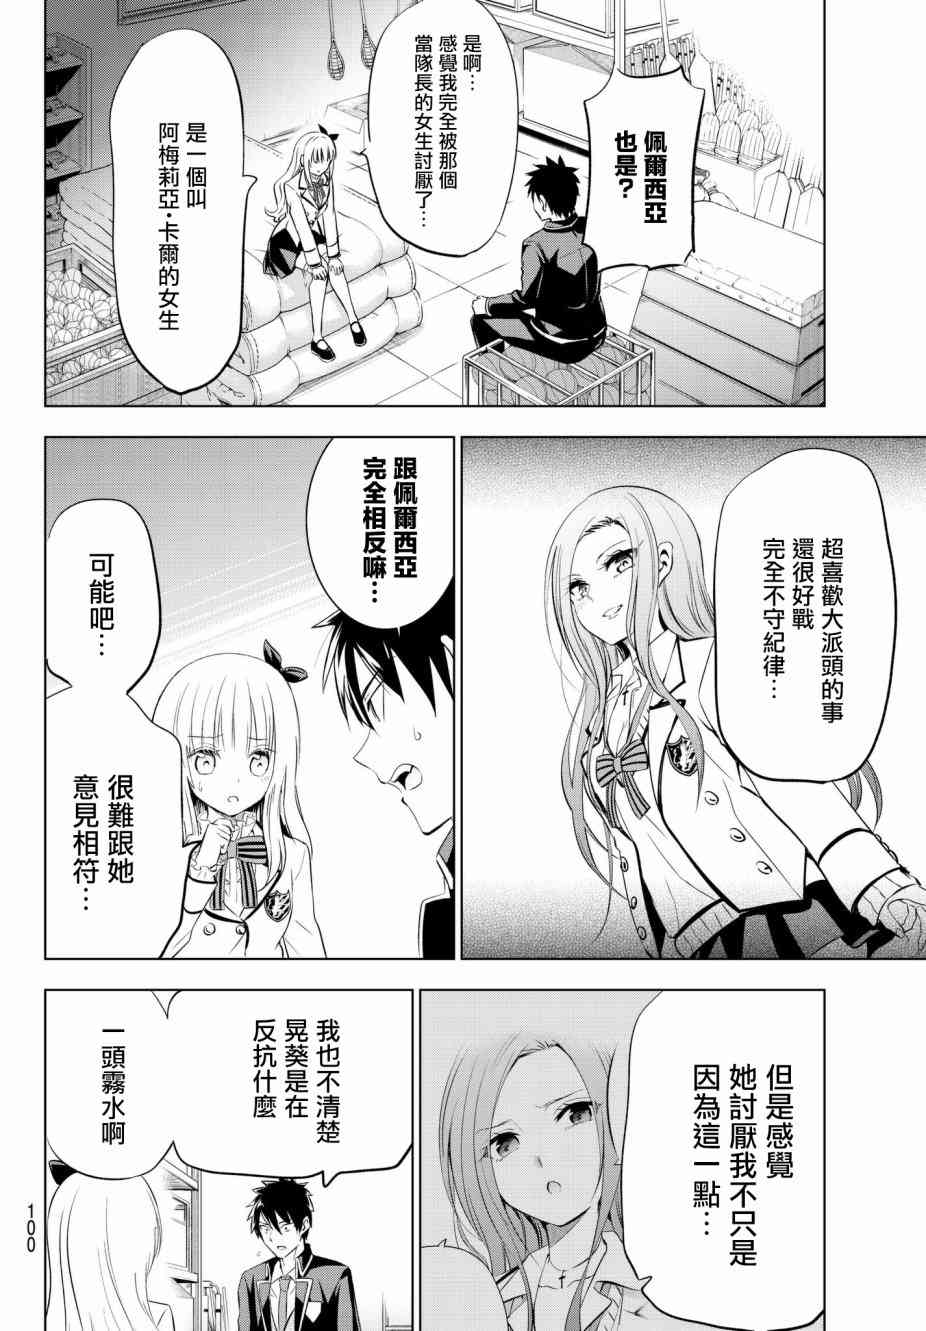 佩爾西亞
也是?
是啊…
感覺我完全被那個
當隊長的女生討厭了…
是一個叫
阿梅莉亞·卡爾的女生
超喜歡大派頭的事
還很好戰
完全不守紀律…
跟佩爾西亞
完全相反嘛…
可能吧…
很難跟她
意見相符…
但是感覺
她討厭我不只是
因為這一點…
我也不清楚
晃葵是在
反抗什麼
一頭霧水啊
100